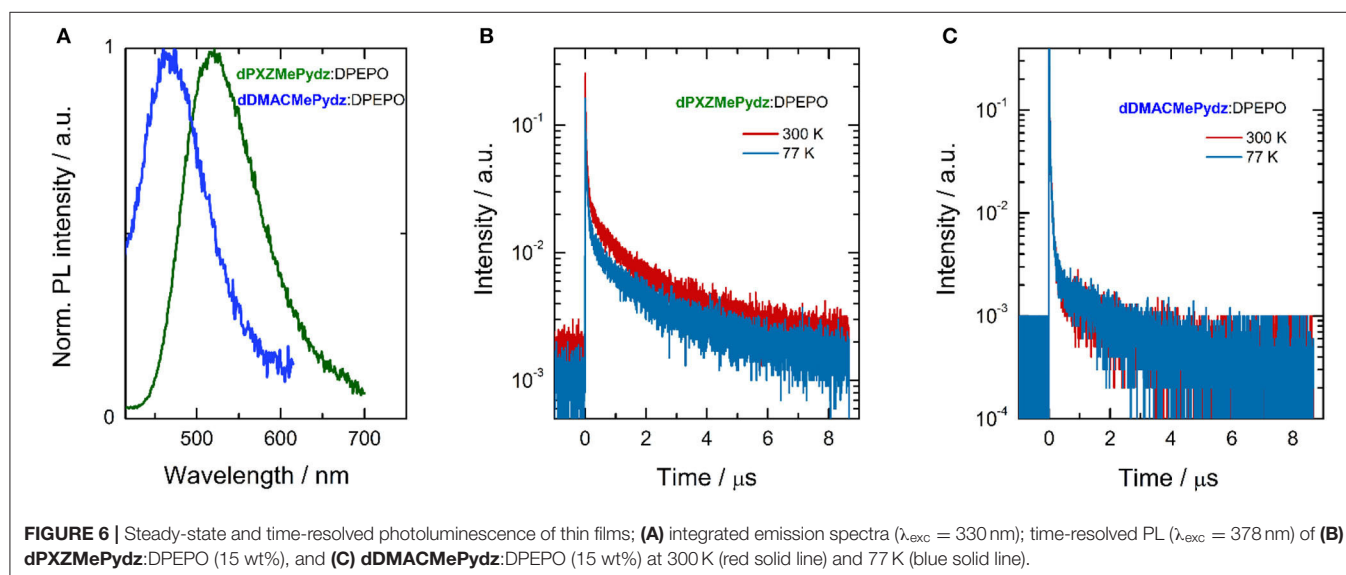 A
1
Norm. PL intensity / a.u.
0
500
600
700
Wavelength / nm
dPXZMePydz:DPEPO
dDMACMePydz:DPEPO
B
10⁻¹
10⁻²
10⁻³
Intensity / a.u.
dPXZMePydz:DPEPO
300 K
77 K
0
2
4
6
8
Time / μs
C
10⁻¹
10⁻²
10⁻³
10⁻⁴
Intensity / a.u.
dDMACMePydz:DPEPO
300 K
77 K
0
2
4
6
8
Time / μs
FIGURE 6 | Steady-state and time-resolved photoluminescence of thin films; (A) integrated emission spectra (λexc = 330 nm); time-resolved PL (λexc = 378 nm) of (B)
dPXZMePydz:DPEPO (15 wt%), and (C) dDMACMePydz:DPEPO (15 wt%) at 300 K (red solid line) and 77 K (blue solid line).